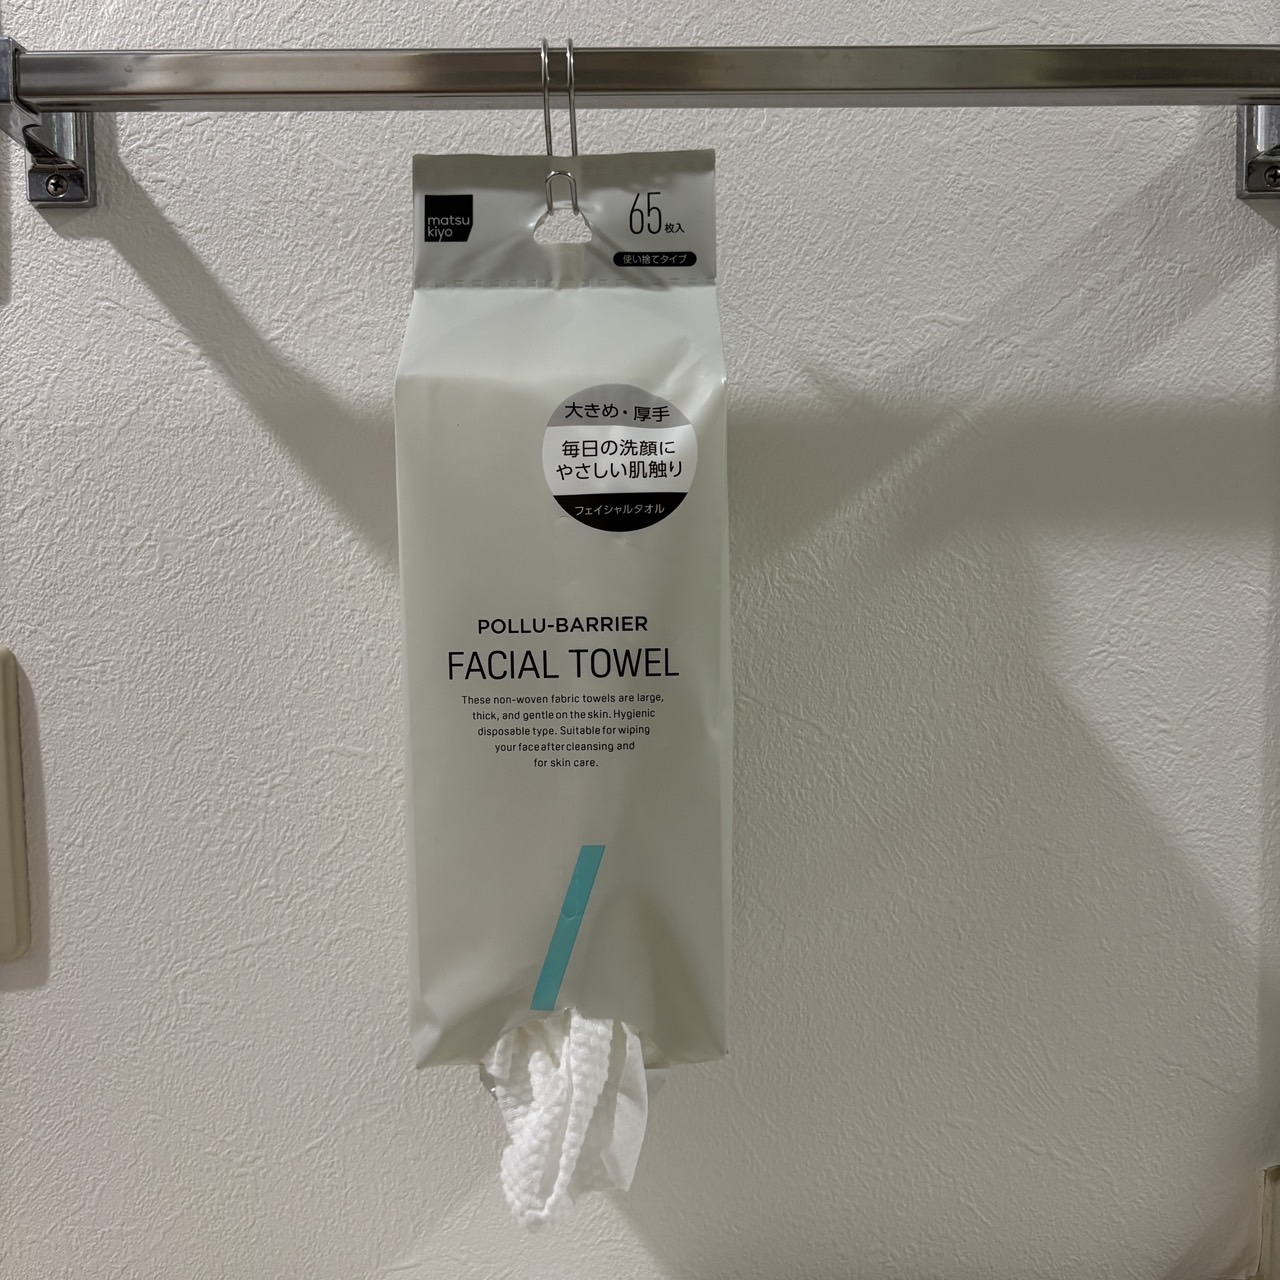 matsu
kiyo
65枚入
使い捨てタイプ
大きめ・厚手
毎日の洗顔に
やさしい肌触り
フェイシャルタオル
POLLU-BARRIER
FACIAL TOWEL
These non-woven fabric towels are large,
thick, and gentle on the skin. Hygienic
disposable type. Suitable for wiping
your face after cleansing and
for skin care.